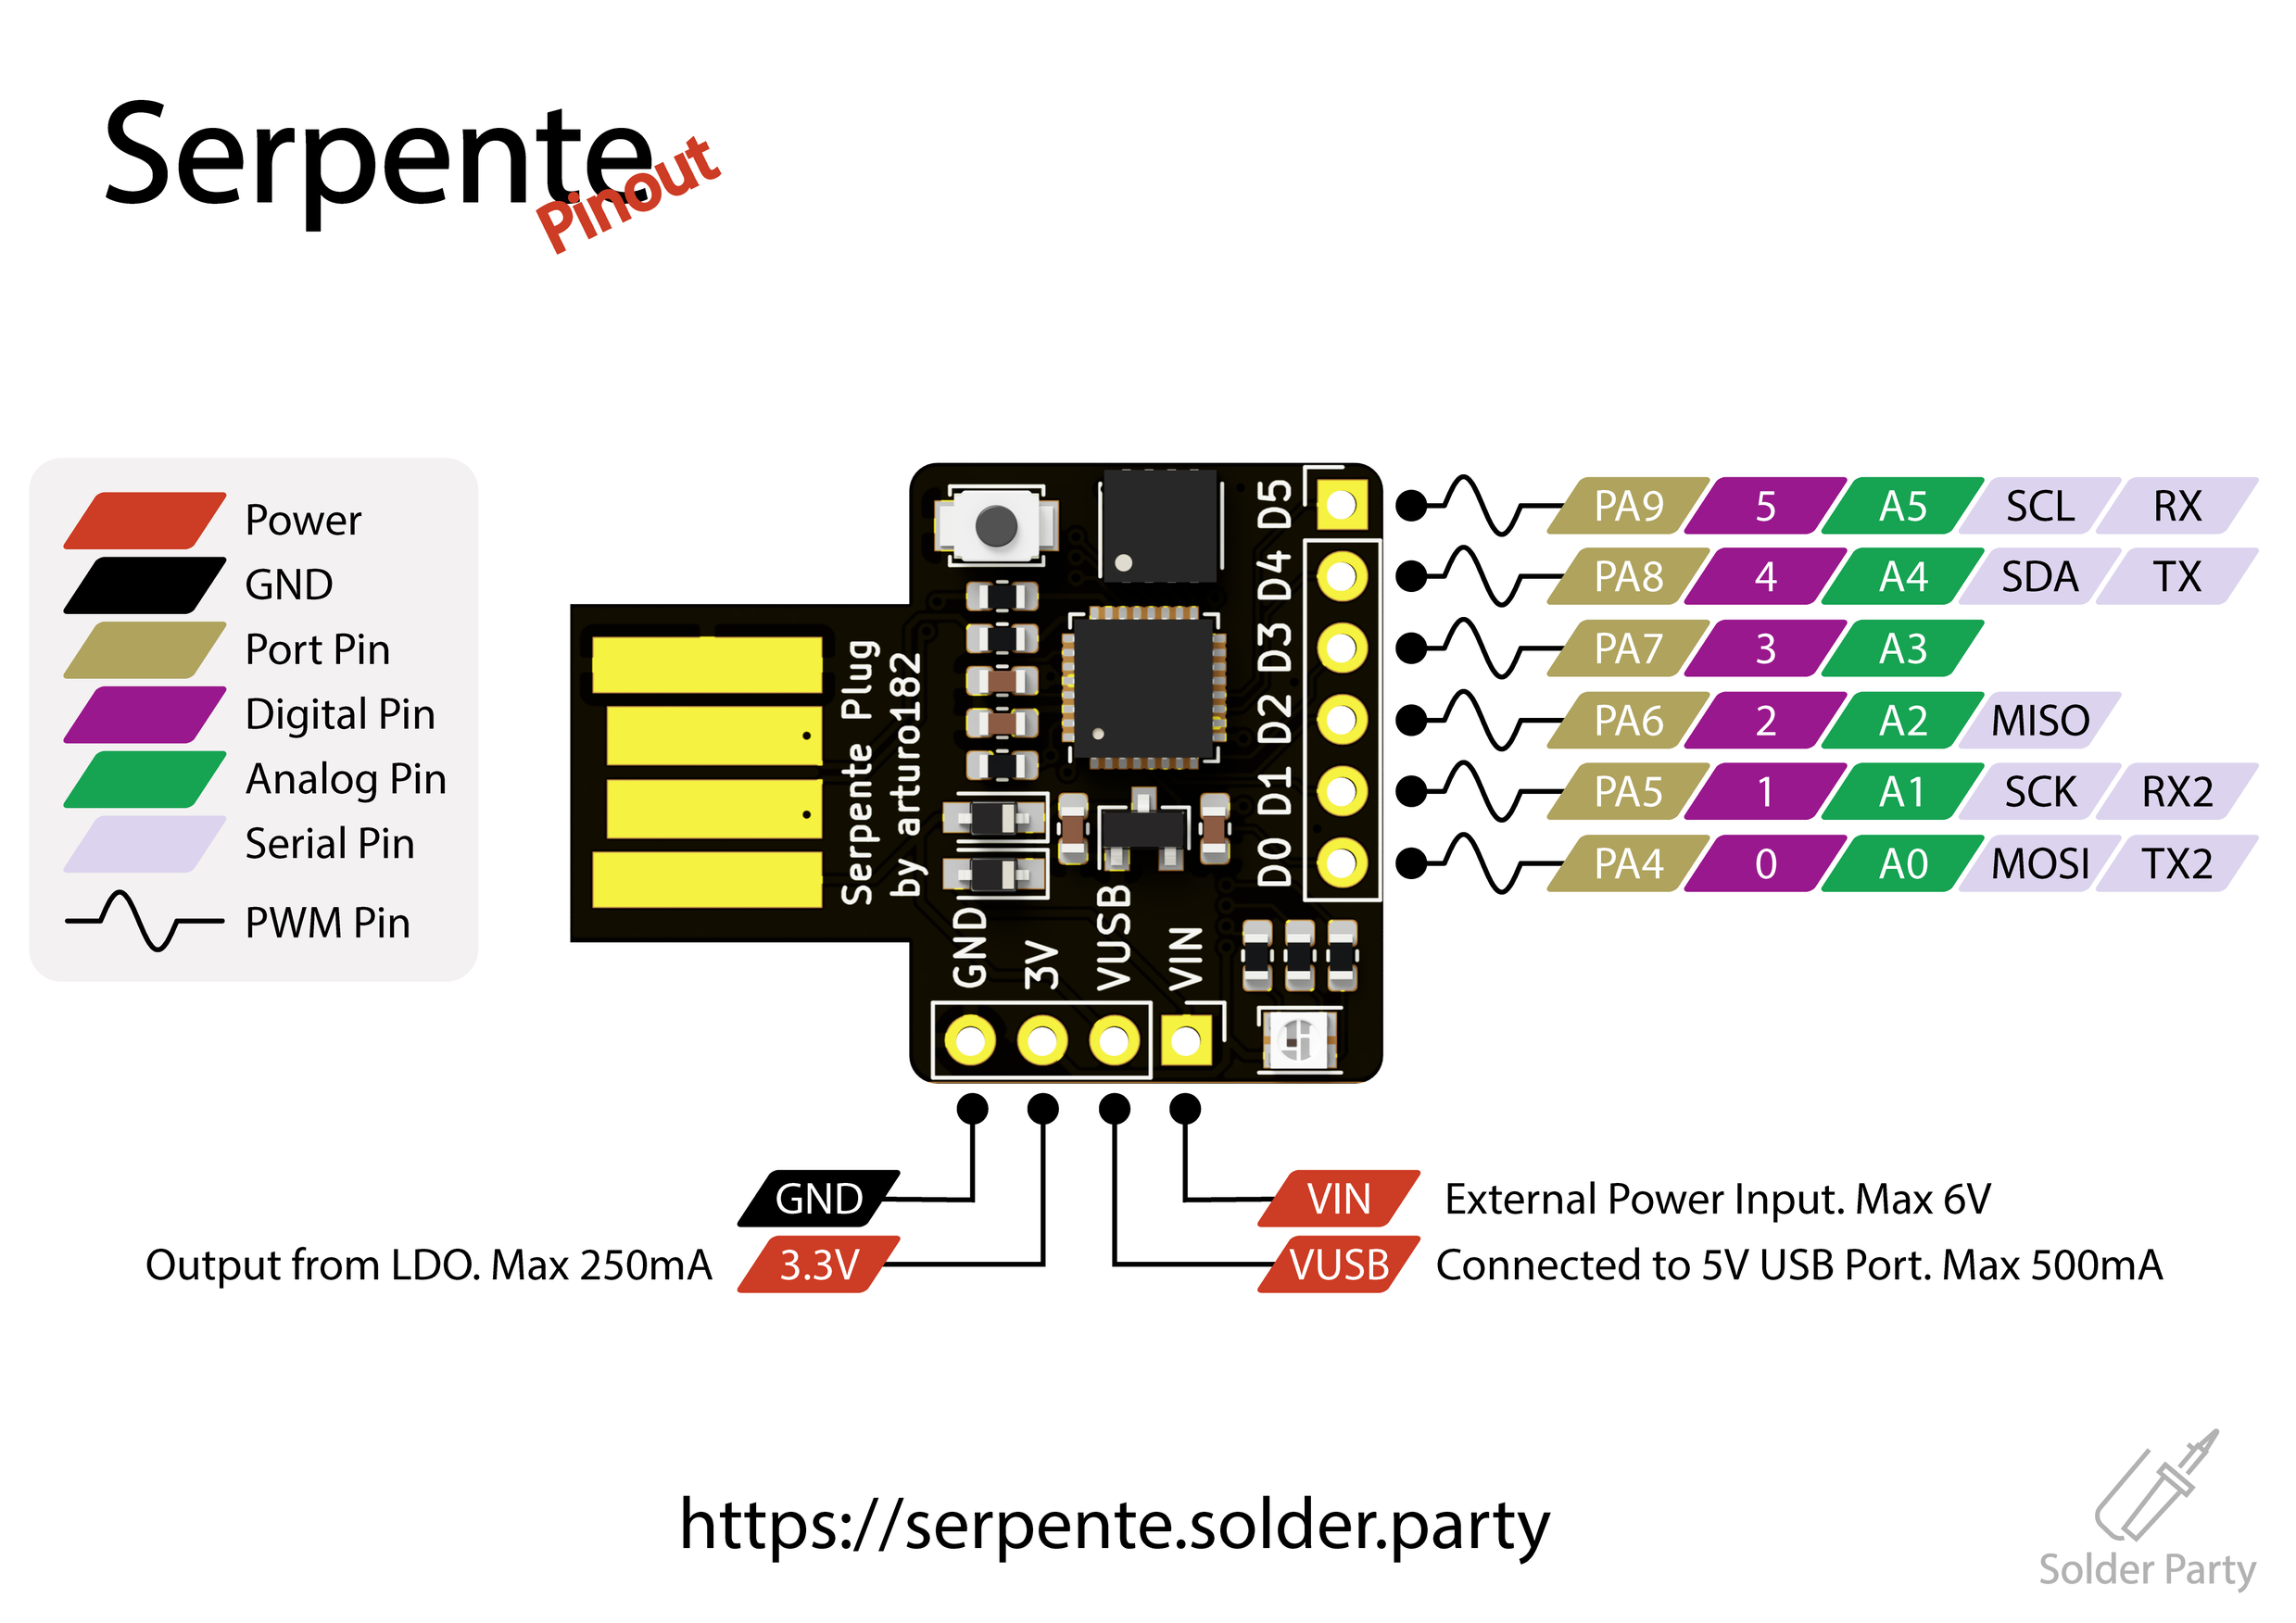 Serpente
Pinout
Power
GND
Port Pin
Digital Pin
Analog Pin
Serial Pin
PWM Pin
Serpente Plug
by arturo182
D5
D4
D3
D2
D1
D0
GND
3V
VUSB
VIN
PA9 5 A5 SCL RX
PA8 4 A4 SDA TX
PA7 3 A3
PA6 2 A2 MISO
PA5 1 A1 SCK RX2
PA4 0 A0 MOSI TX2
GND
Output from LDO. Max 250mA 3.3V
VIN External Power Input. Max 6V
VUSB Connected to 5V USB Port. Max 500mA
https://serpente.solder.party
Solder Party